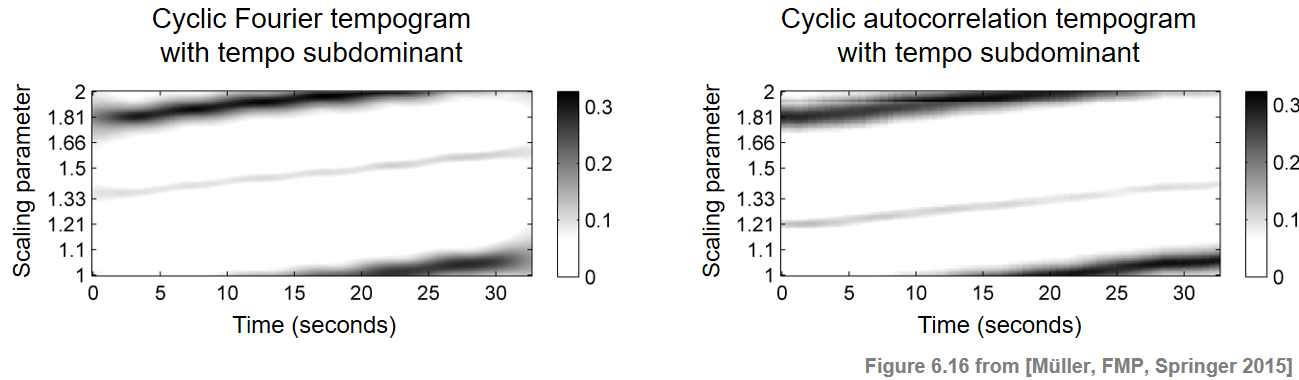 Cyclic Fourier tempogram
with tempo subdominant
Scaling parameter
2
1.81
1.66
1.5
1.33
1.21
1.1
1
0 5 10 15 20 25 30
Time (seconds)
0.3
0.2
0.1
0
Cyclic autocorrelation tempogram
with tempo subdominant
Scaling parameter
2
1.81
1.66
1.5
1.33
1.21
1.1
1
0 5 10 15 20 25 30
Time (seconds)
0.3
0.2
0.1
0
Figure 6.16 from [Müller, FMP, Springer 2015]